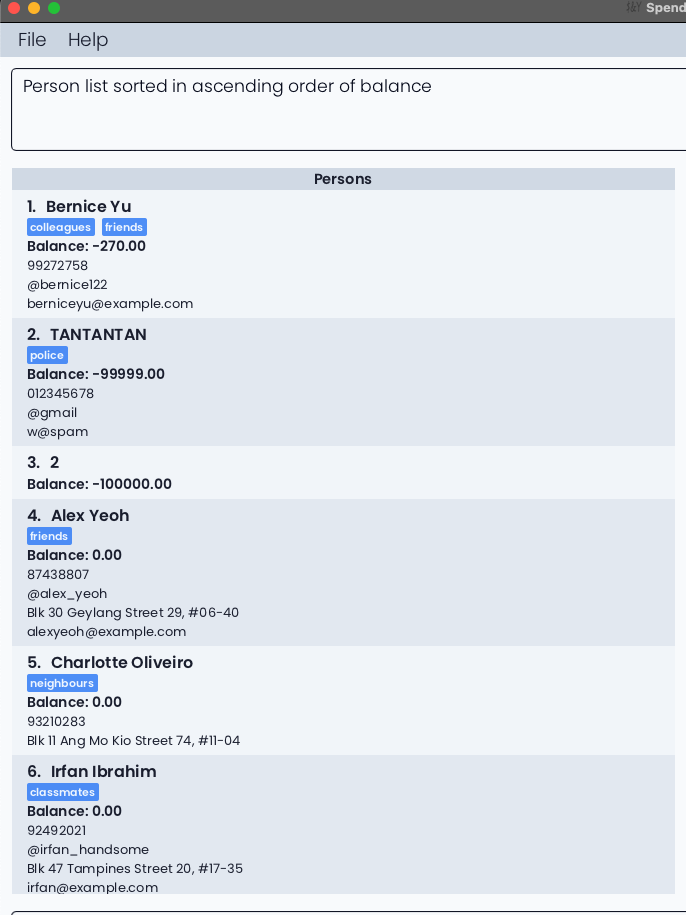 Spend
File Help
Person list sorted in ascending order of balance
Persons
1. Bernice Yu
colleagues friends
Balance: -270.00
99272758
@bernice122
berniceyu@example.com
2. TANTANTAN
police
Balance: -99999.00
012345678
@gmail
w@spam
3. 2
Balance: -100000.00
4. Alex Yeoh
friends
Balance: 0.00
87438807
@alex_yeoh
Blk 30 Geylang Street 29, #06-40
alexyeoh@example.com
5. Charlotte Oliveiro
neighbours
Balance: 0.00
93210283
Blk 11 Ang Mo Kio Street 74, #11-04
6. Irfan Ibrahim
classmates
Balance: 0.00
92492021
@irfan_handsome
Blk 47 Tampines Street 20, #17-35
irfan@example.com